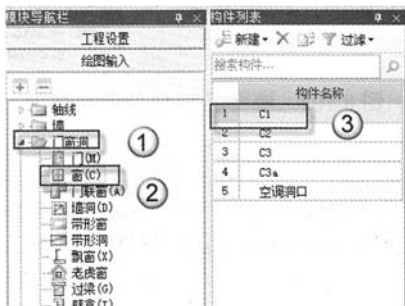 模块导航栏
工程设置
绘图输入
轴线
墙
门窗洞
门(M)
窗(C)
门联窗(A)
墙洞(D)
带形窗
带形洞
飘窗(X)
老虎窗
过梁(G)
壁龛(I)
①
②
构件列表
新建 过滤
搜索构件...
构件名称
1 C1
2 C2
3 C3
4 C3a
5 空调洞口
③